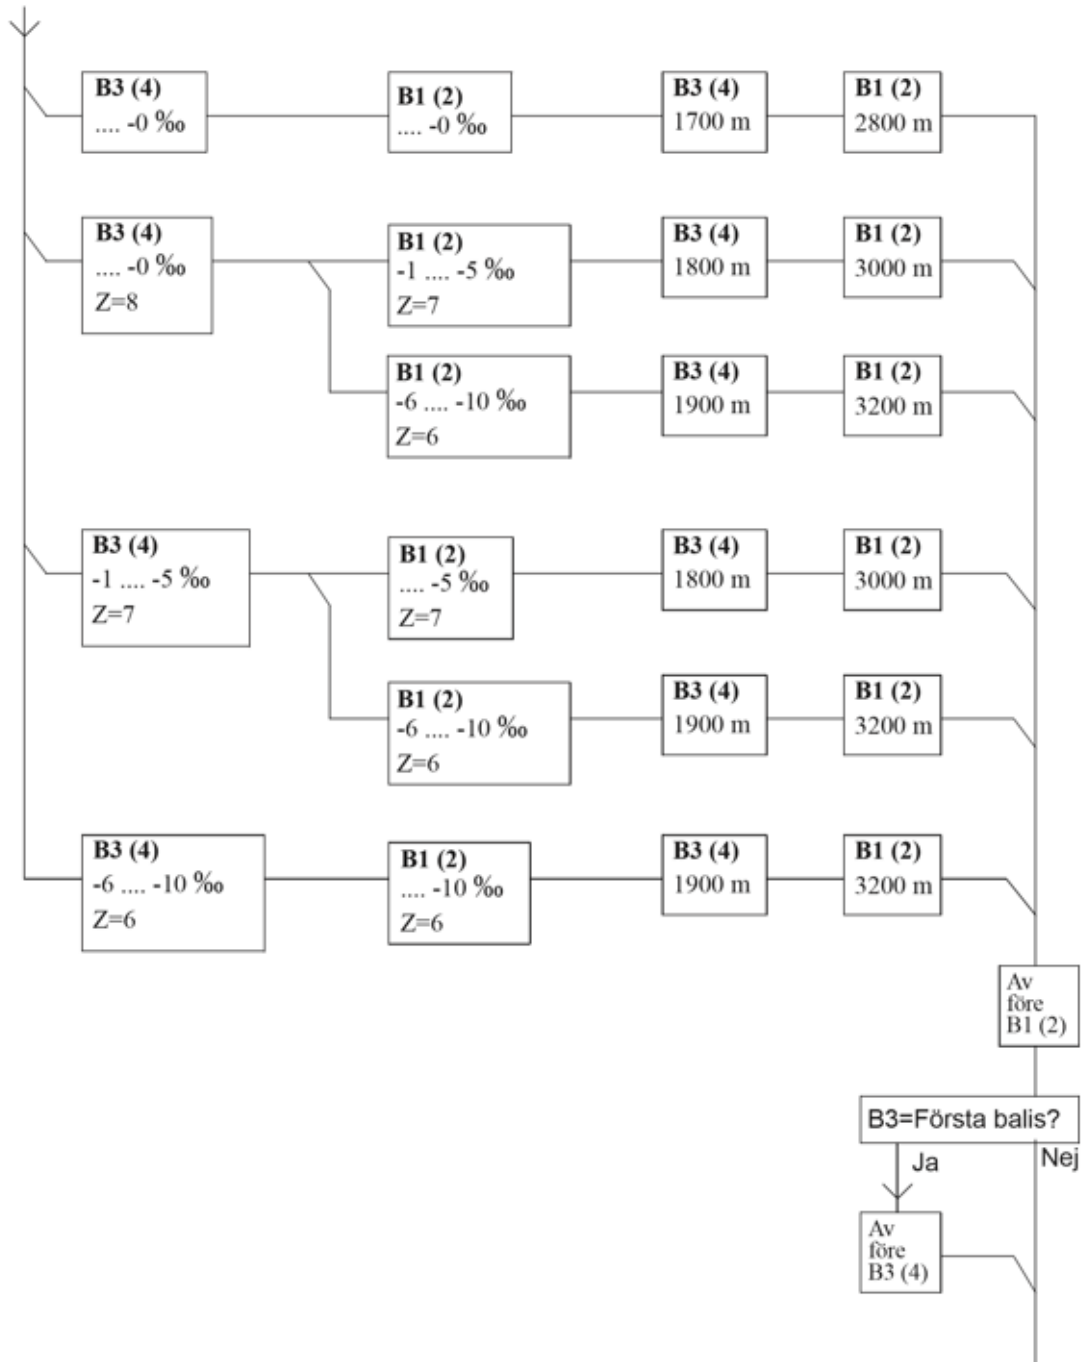 B3 (4)
.... -0 ‰
B1 (2)
.... -0 ‰
B3 (4)
1700 m
B1 (2)
2800 m
B3 (4)
.... -0 ‰
Z=8
B1 (2)
-1 .... -5 ‰
Z=7
B3 (4)
1800 m
B1 (2)
3000 m
B1 (2)
-6 .... -10 ‰
Z=6
B3 (4)
1900 m
B1 (2)
3200 m
B3 (4)
-1 .... -5 ‰
Z=7
B1 (2)
.... -5 ‰
Z=7
B3 (4)
1800 m
B1 (2)
3000 m
B1 (2)
-6 .... -10 ‰
Z=6
B3 (4)
1900 m
B1 (2)
3200 m
B3 (4)
-6 .... -10 ‰
Z=6
B1 (2)
.... -10 ‰
Z=6
B3 (4)
1900 m
B1 (2)
3200 m
Av
före
B1 (2)
B3=Första balis?
Ja
Nej
Av
före
B3 (4)